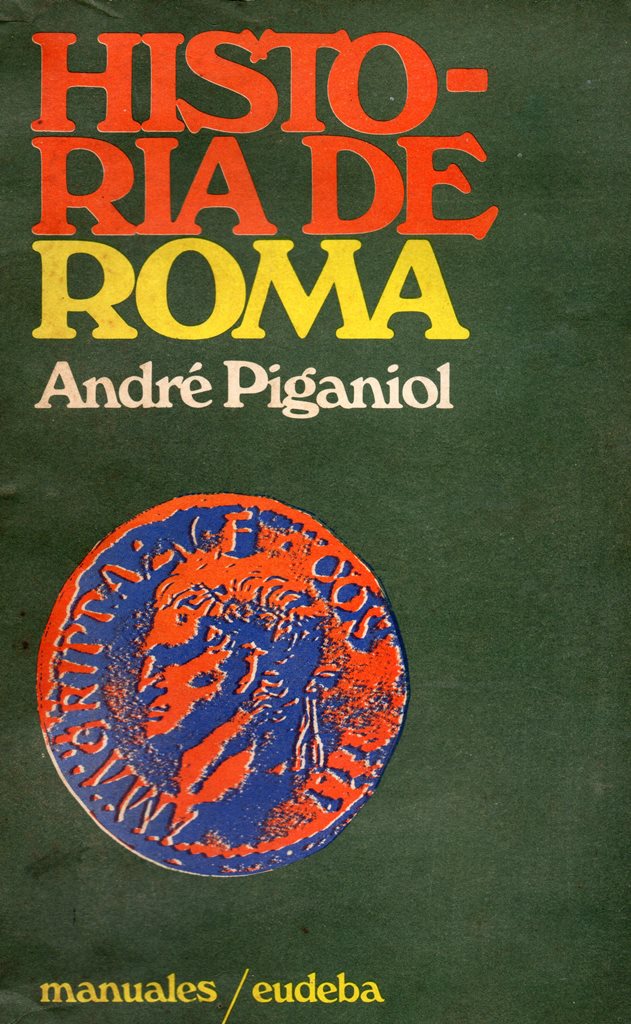 HISTO-
RIA DE
ROMA
André Piganiol
manuales / eudeba